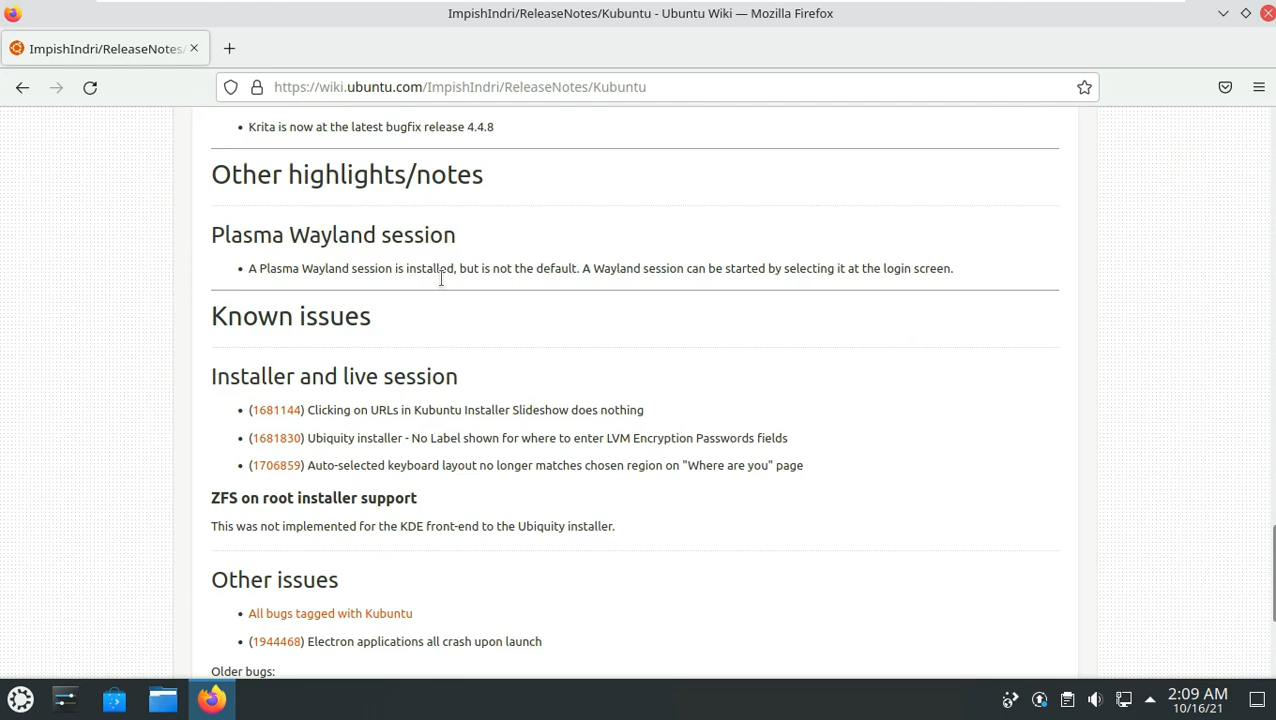 ImpishIndri/ReleaseNotes/Kubuntu - Ubuntu Wiki — Mozilla Firefox
ImpishIndri/ReleaseNotes/
https://wiki.ubuntu.com/ImpishIndri/ReleaseNotes/Kubuntu
• Krita is now at the latest bugfix release 4.4.8
Other highlights/notes
Plasma Wayland session
• A Plasma Wayland session is installed, but is not the default. A Wayland session can be started by selecting it at the login screen.
Known issues
Installer and live session
• (1681144) Clicking on URLs in Kubuntu Installer Slideshow does nothing
• (1681830) Ubiquity installer - No Label shown for where to enter LVM Encryption Passwords fields
• (1706859) Auto-selected keyboard layout no longer matches chosen region on "Where are you" page
ZFS on root installer support
This was not implemented for the KDE front-end to the Ubiquity installer.
Other issues
• All bugs tagged with Kubuntu
• (1944468) Electron applications all crash upon launch
Older bugs:
2:09 AM
10/16/21